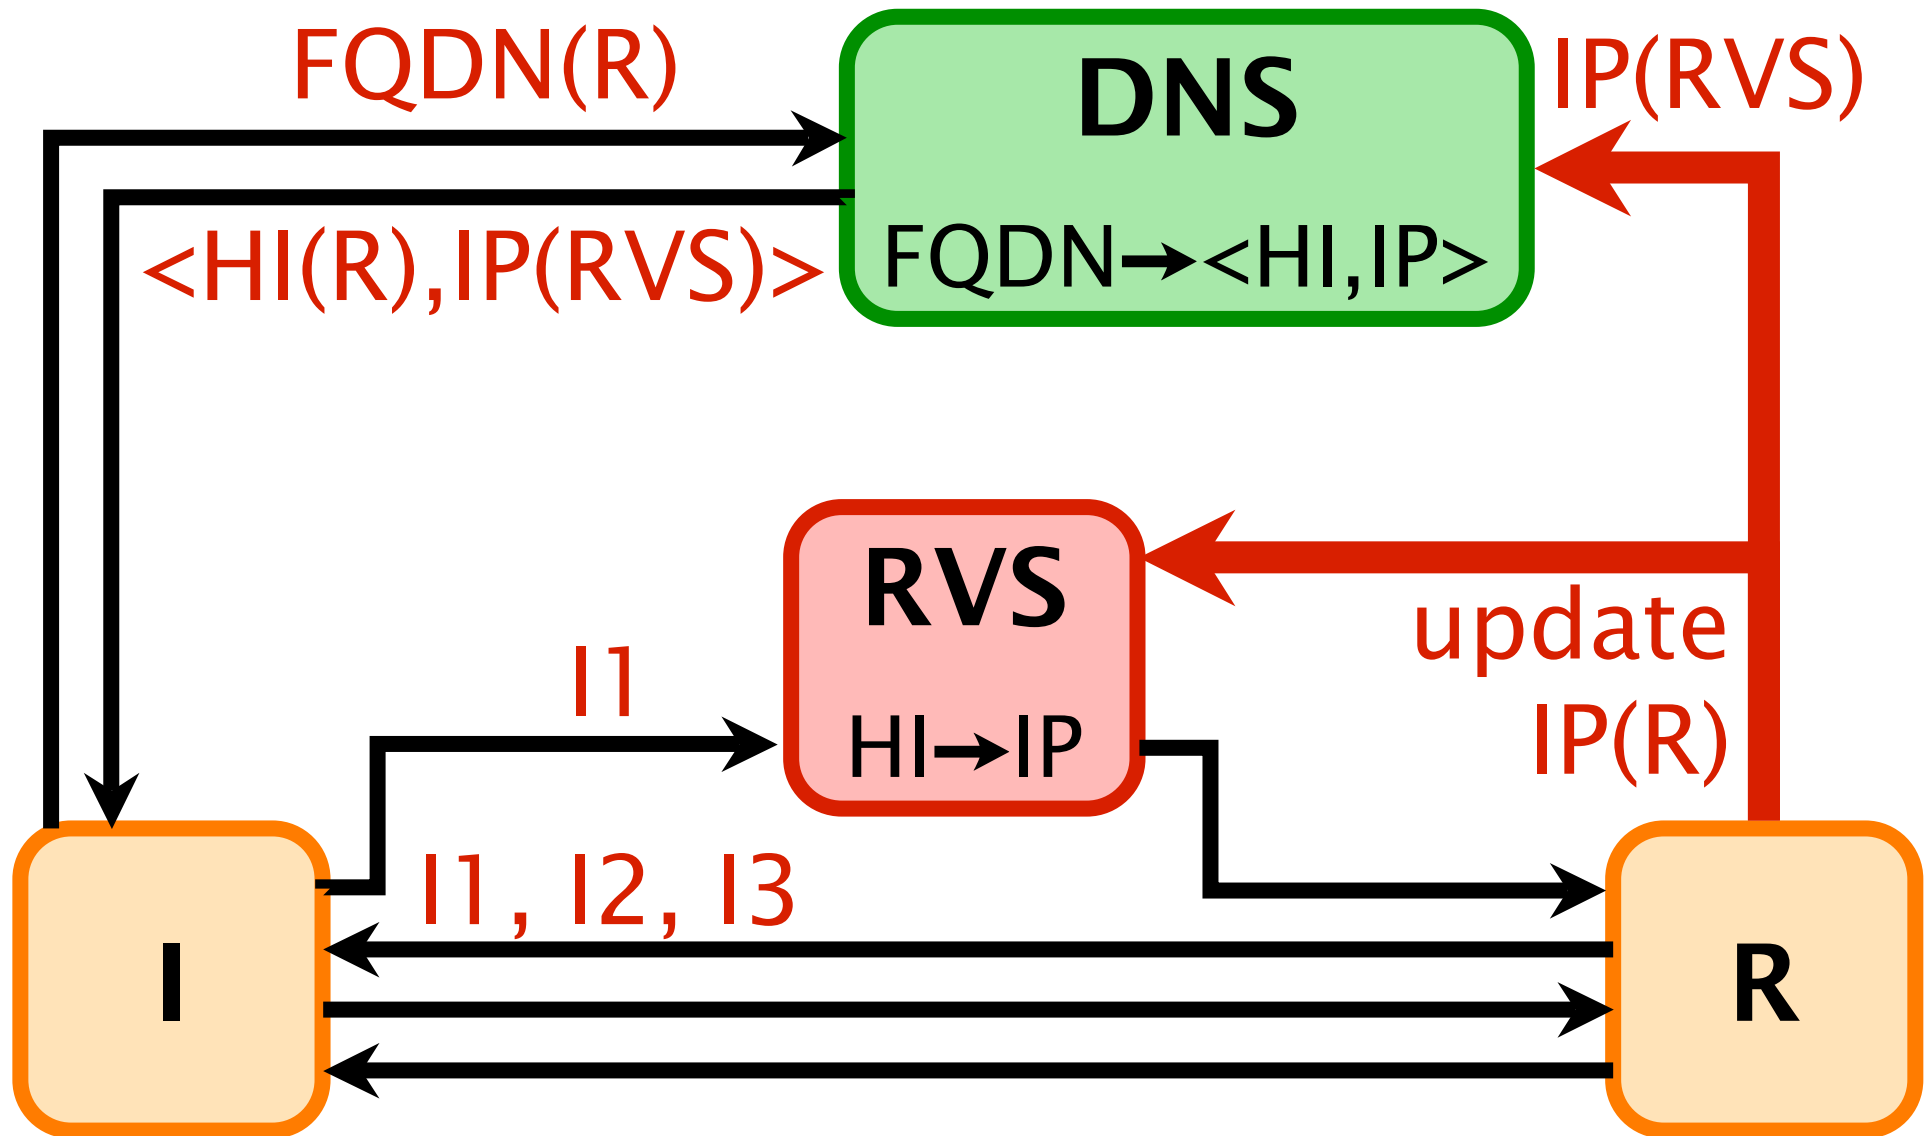 FQDN(R)
DNS
IP(RVS)
<HI(R),IP(RVS)>
FQDN→<HI,IP>
RVS
update
I1
HI→IP
IP(R)
I1, I2, I3
I
R